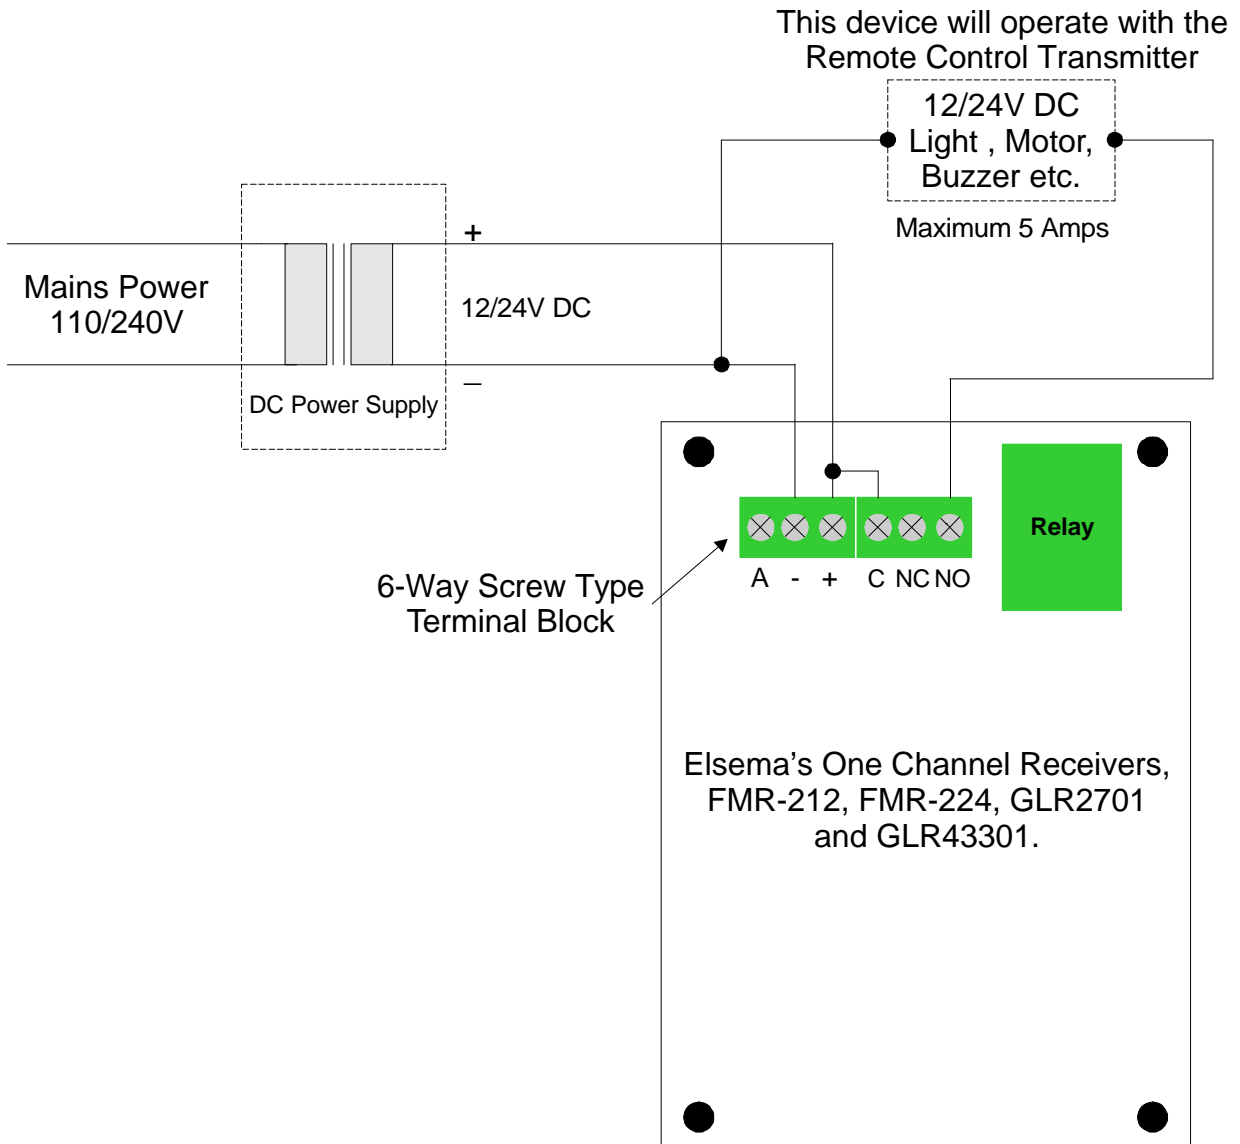 This device will operate with the
Remote Control Transmitter
12/24V DC
Light , Motor,
Buzzer etc.
Maximum 5 Amps
+
Mains Power
110/240V
12/24V DC
–
DC Power Supply
Relay
A - + C NC NO
6-Way Screw Type
Terminal Block
Elsema's One Channel Receivers,
FMR-212, FMR-224, GLR2701
and GLR43301.